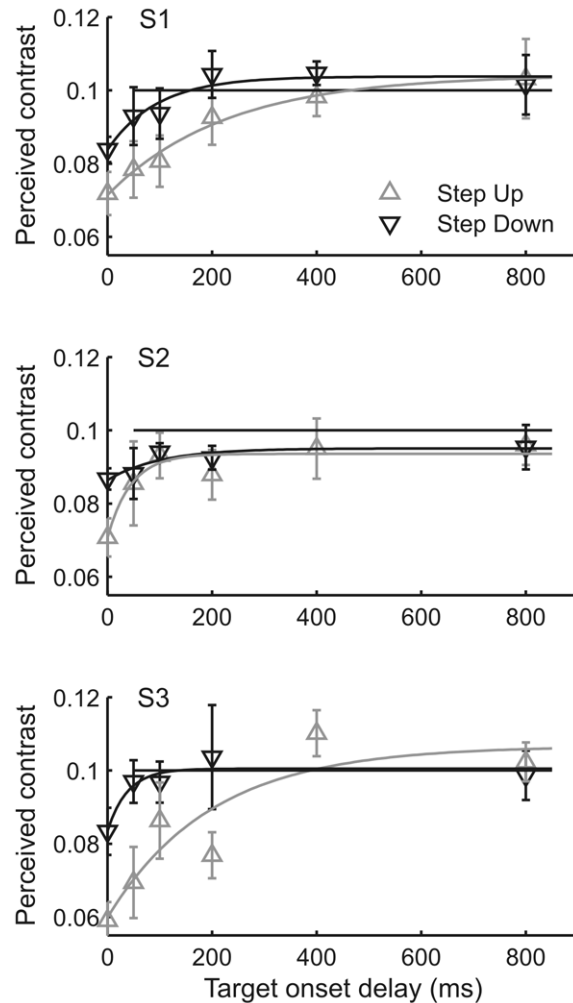 S1
Perceived contrast
0.12
0.1
0.08
0.06
Step Up
Step Down
0 200 400 600 800
S2
Perceived contrast
0.12
0.1
0.08
0.06
0 200 400 600 800
S3
Perceived contrast
0.12
0.1
0.08
0.06
0 200 400 600 800
Target onset delay (ms)